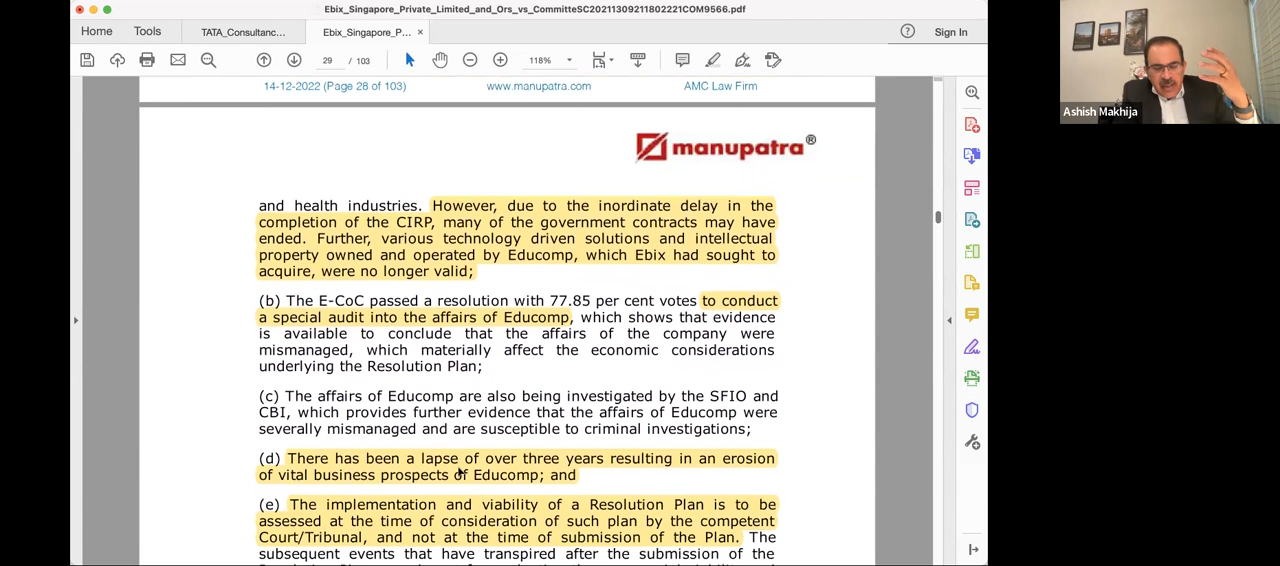 Ebix_Singapore_Private_Limited_and_Ors_vs_CommitteSC20211309211802221COM9566.pdf
Home Tools TATA_Consultanc... Ebix_Singapore_P... × Sign In
29 / 103 118%
14-12-2022 (Page 28 of 103) www.manupatra.com AMC Law Firm
manupatra®
and health industries. However, due to the inordinate delay in the
completion of the CIRP, many of the government contracts may have
ended. Further, various technology driven solutions and intellectual
property owned and operated by Educomp, which Ebix had sought to
acquire, were no longer valid;
(b) The E-CoC passed a resolution with 77.85 per cent votes to conduct
a special audit into the affairs of Educomp, which shows that evidence
is available to conclude that the affairs of the company were
mismanaged, which materially affect the economic considerations
underlying the Resolution Plan;
(c) The affairs of Educomp are also being investigated by the SFIO and
CBI, which provides further evidence that the affairs of Educomp were
severally mismanaged and are susceptible to criminal investigations;
(d) There has been a lapse of over three years resulting in an erosion
of vital business prospects of Educomp; and
(e) The implementation and viability of a Resolution Plan is to be
assessed at the time of consideration of such plan by the competent
Court/Tribunal, and not at the time of submission of the Plan. The
subsequent events that have transpired after the submission of the
Ashish Makhija